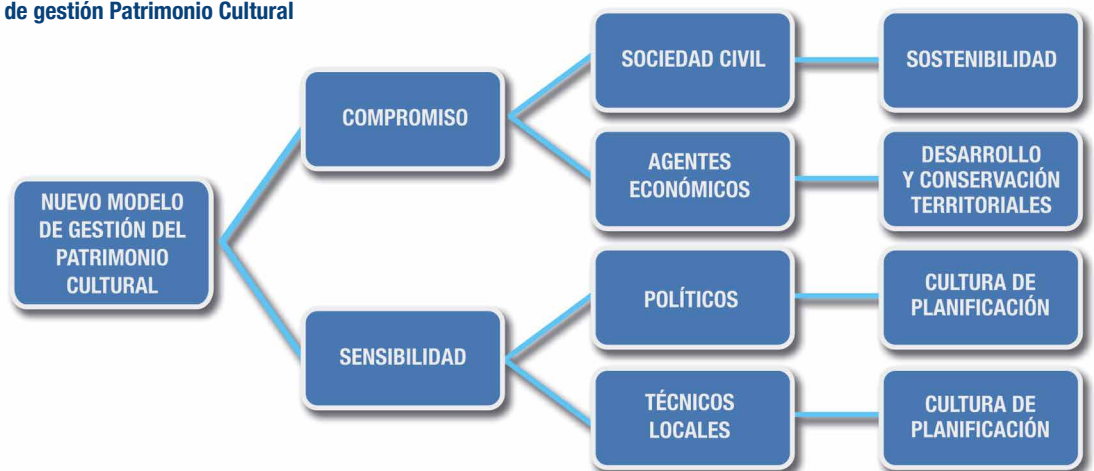 de gestión Patrimonio Cultural
NUEVO MODELO
DE GESTIÓN DEL
PATRIMONIO
CULTURAL
COMPROMISO
SENSIBILIDAD
SOCIEDAD CIVIL
AGENTES
ECONÓMICOS
POLÍTICOS
TÉCNICOS
LOCALES
SOSTENIBILIDAD
DESARROLLO
Y CONSERVACIÓN
TERRITORIALES
CULTURA DE
PLANIFICACIÓN
CULTURA DE
PLANIFICACIÓN